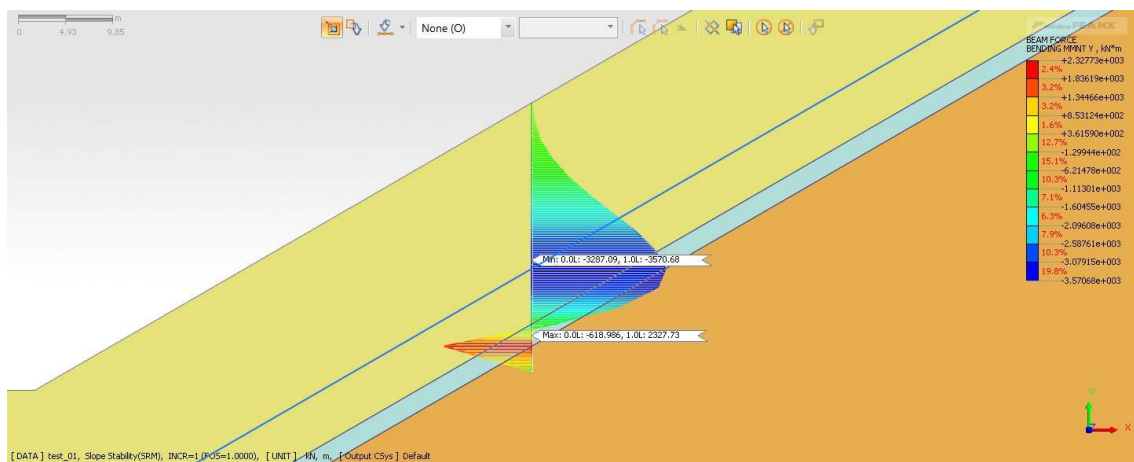 m
0 4.93 9.85
None (O)
BEAM FORCE
BENDING MMNT Y , kN*m
+2.32773e+003
2.4%
+1.83619e+003
3.2%
+1.34466e+003
3.2%
+8.53124e+002
1.6%
+3.61590e+002
12.7%
-1.29944e+002
15.1%
-6.21478e+002
10.3%
-1.11301e+003
7.1%
-1.60455e+003
6.3%
-2.09608e+003
7.9%
-2.58761e+003
10.3%
-3.07915e+003
19.8%
-3.57068e+003
Min: 0.0L: -3287.09, 1.0L: -3570.68
Max: 0.0L: -618.986, 1.0L: 2327.73
Y
Z X
[ DATA ] test_01, Slope Stability(SRM), INCR=1 (FOS=1.0000), [ UNIT ] kN, m, [ Output CSys ] Default